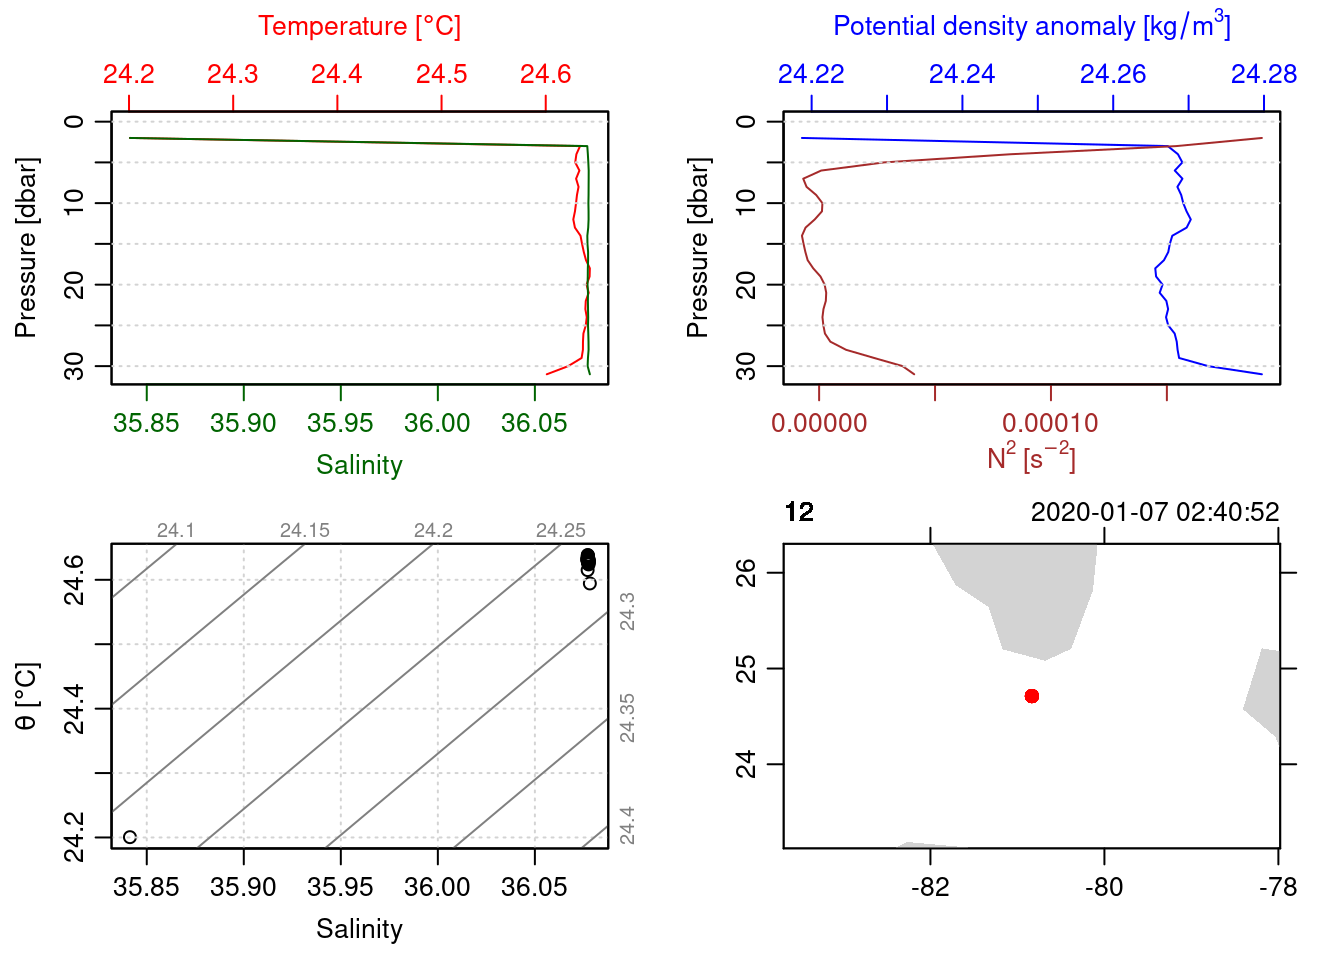 Temperature [°C]
24.2 24.3 24.4 24.5 24.6
Pressure [dbar]
0
10
20
30
35.85 35.90 35.95 36.00 36.05
Salinity
Potential density anomaly [kg/m³]
24.22 24.24 24.26 24.28
Pressure [dbar]
0
10
20
30
0.00000 0.00010
N² [s⁻²]
24.1 24.15 24.2 24.25
24.3
24.35
24.4
θ [°C]
24.6
24.4
24.2
35.85 35.90 35.95 36.00 36.05
Salinity
12 2020-01-07 02:40:52
26
25
24
-82 -80 -78